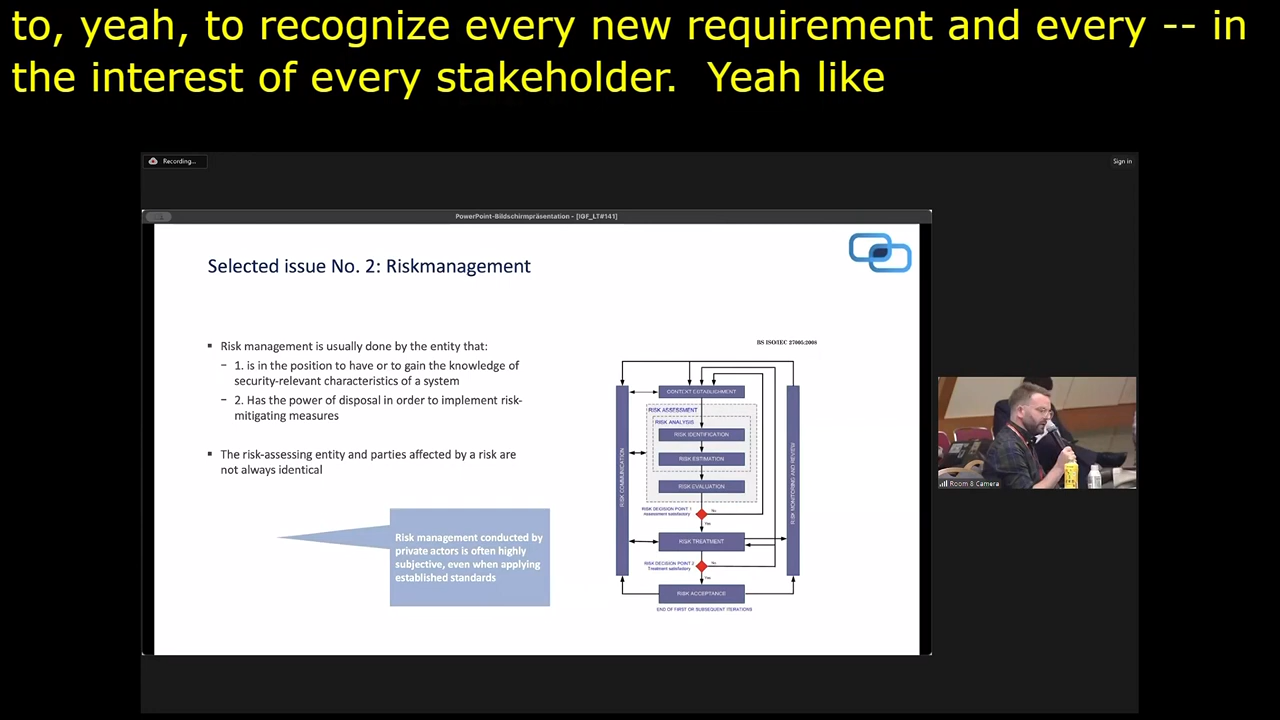 to, yeah, to recognize every new requirement and every -- in
the interest of every stakeholder.  Yeah like
Recording...
Sign in
PowerPoint-Bildschirmpräsentation - [IGF_LT#141]
Selected issue No. 2: Riskmanagement
▪ Risk management is usually done by the entity that:
− 1. is in the position to have or to gain the knowledge of
security-relevant characteristics of a system
− 2. Has the power of disposal in order to implement risk-
mitigating measures
▪ The risk-assessing entity and parties affected by a risk are
not always identical
Risk management conducted by
private actors is often highly
subjective, even when applying
established standards
BS ISO/IEC 27005:2008
CONTEXT ESTABLISHMENT
RISK ASSESSMENT
RISK ANALYSIS
RISK IDENTIFICATION
RISK ESTIMATION
RISK EVALUATION
RISK COMMUNICATION
RISK MONITORING AND REVIEW
RISK DECISION POINT 1
Assessment satisfactory
No
Yes
RISK TREATMENT
RISK DECISION POINT 2
Treatment satisfactory
No
Yes
RISK ACCEPTANCE
END OF FIRST OR SUBSEQUENT ITERATIONS
Room 8 Camera